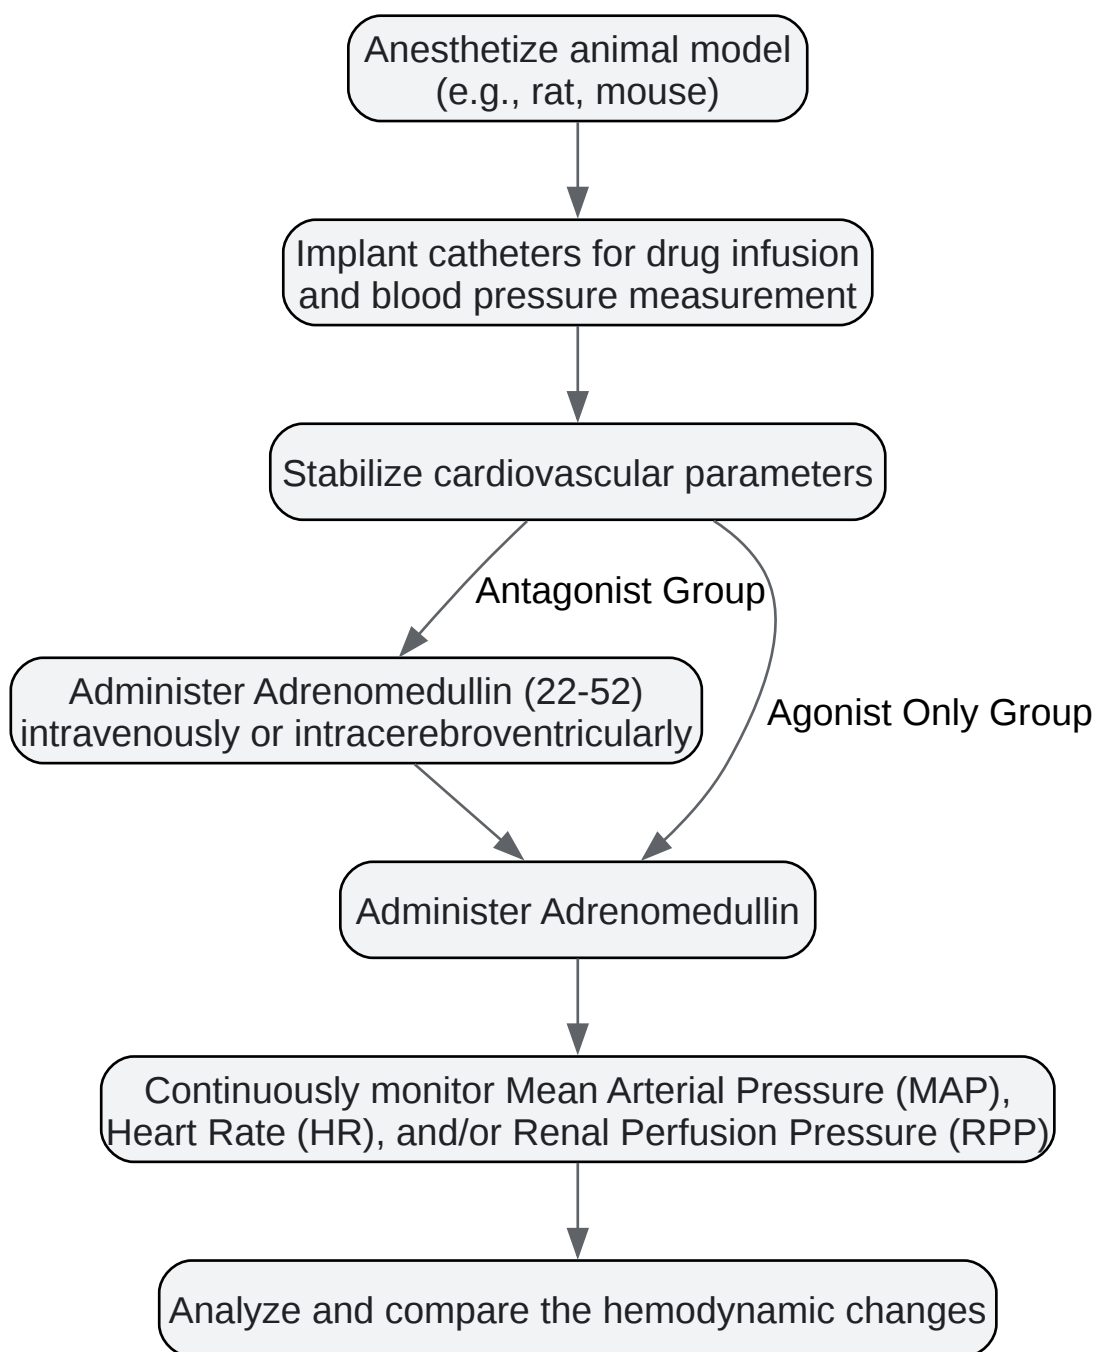 Anesthetize animal model
(e.g., rat, mouse)
Implant catheters for drug infusion
and blood pressure measurement
Stabilize cardiovascular parameters
Antagonist Group
Administer Adrenomedullin (22-52)
intravenously or intracerebroventricularly
Agonist Only Group
Administer Adrenomedullin
Continuously monitor Mean Arterial Pressure (MAP),
Heart Rate (HR), and/or Renal Perfusion Pressure (RPP)
Analyze and compare the hemodynamic changes